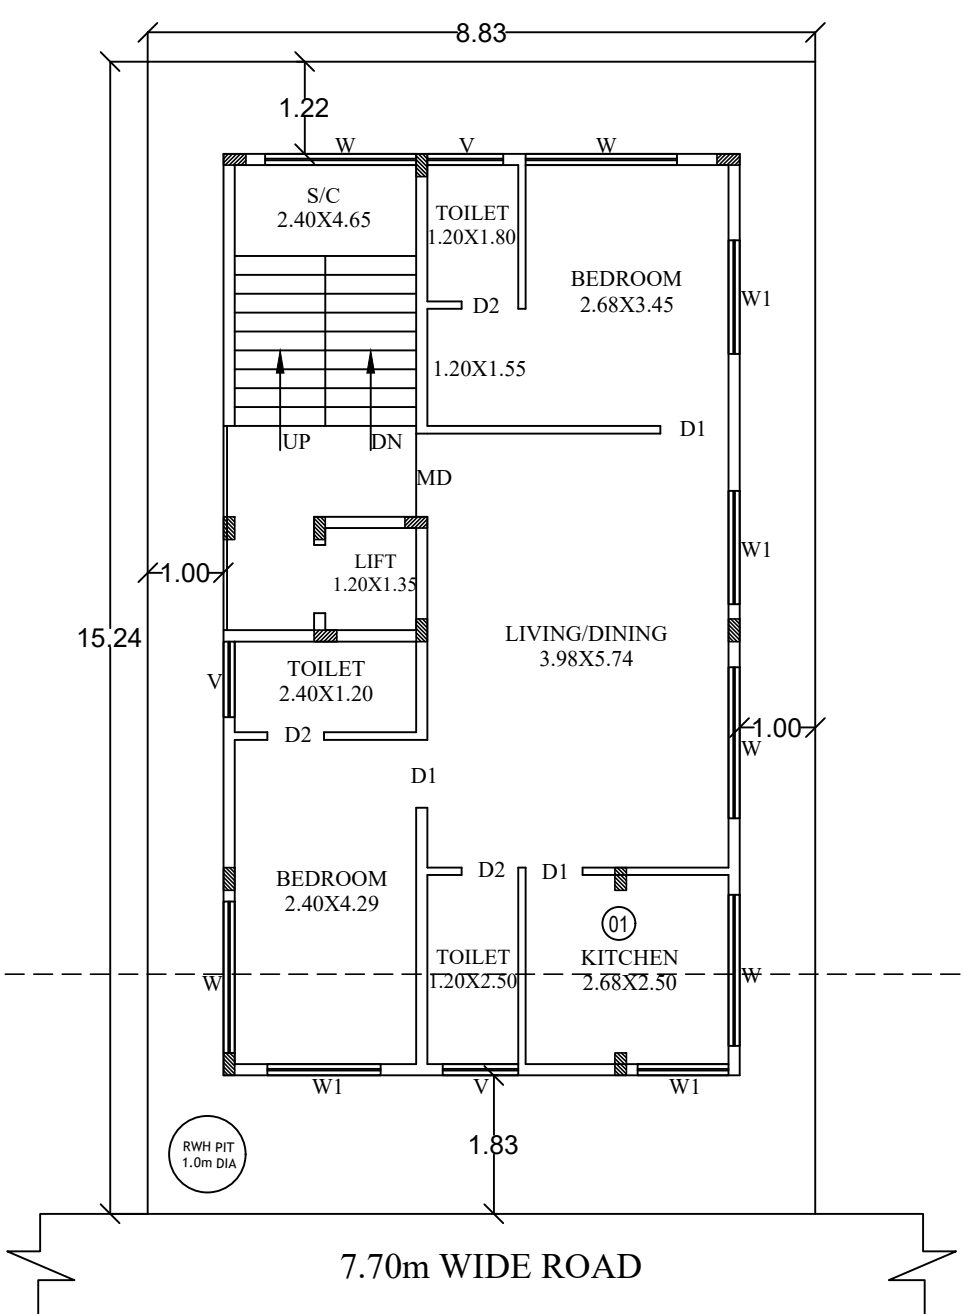 8.83
1.22
W
V
W
S/C
2.40X4.65
TOILET
1.20X1.80
BEDROOM
2.68X3.45
W1
D2
1.20X1.55
D1
UP
DN
MD
W1
LIFT
1.20X1.35
1.00
15.24
LIVING/DINING
3.98X5.74
TOILET
2.40X1.20
V
D2
1.00
W
D1
D2
D1
BEDROOM
2.40X4.29
01
TOILET
1.20X2.50
KITCHEN
2.68X2.50
W
W
W1
V
W1
RWH PIT
1.0m DIA
1.83
7.70m WIDE ROAD